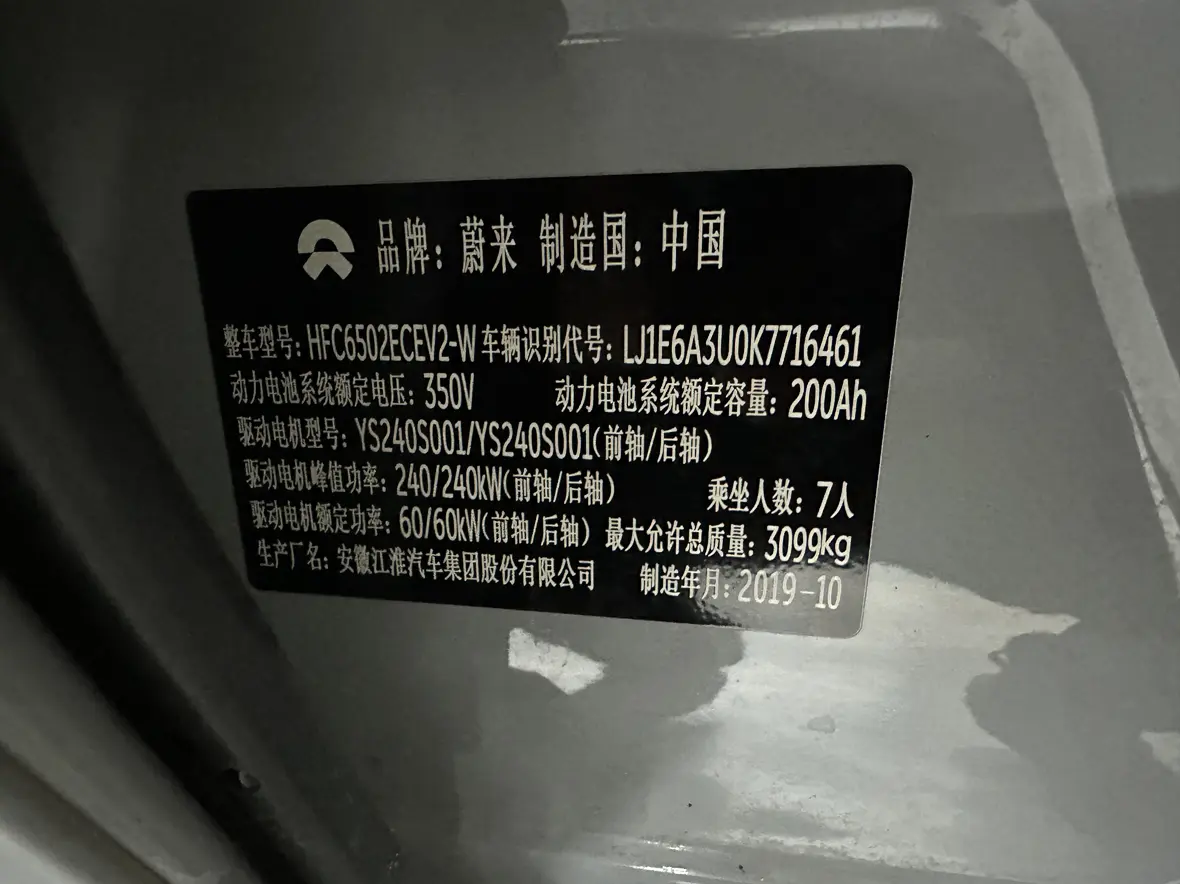 品牌：蔚来 制造国：中国
整车型号：HFC6502ECEV2-W 车辆识别代号：LJ1E6A3U0K7716461
动力电池系统额定电压：350V 动力电池系统额定容量：200Ah
驱动电机型号：YS240S001/YS240S001(前轴/后轴)
驱动电机峰值功率：240/240kW(前轴/后轴) 乘坐人数：7人
驱动电机额定功率：60/60kW(前轴/后轴) 最大允许总质量：3099kg
生产厂名：安徽江淮汽车集团股份有限公司 制造年月：2019-10